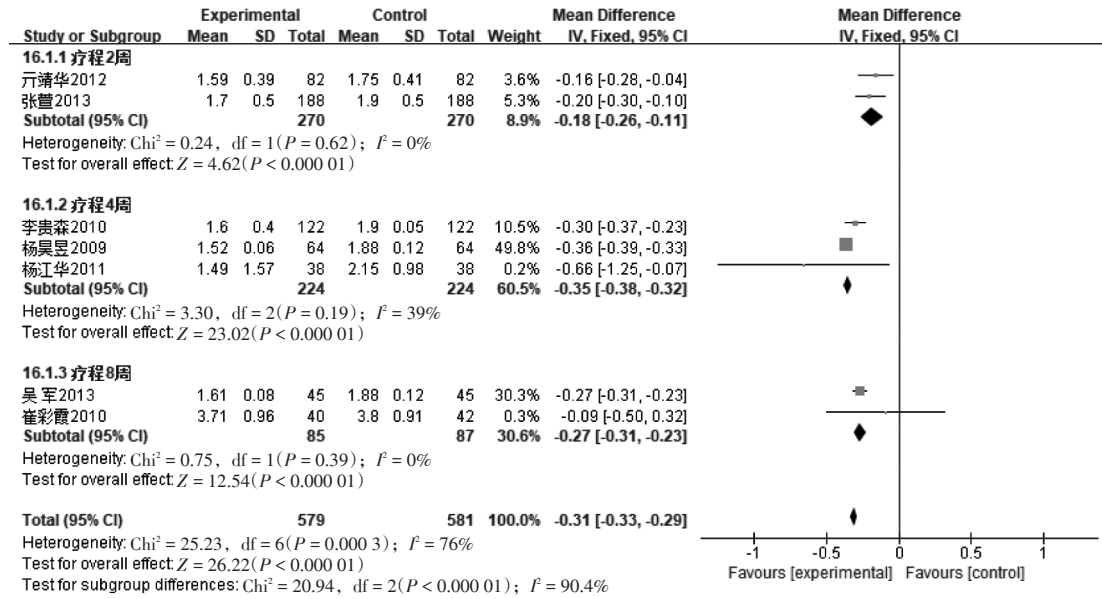 Experimental Control Mean Difference Mean Difference
Study or Subgroup Mean SD Total Mean SD Total Weight IV, Fixed, 95% CI IV, Fixed, 95% CI
16.1.1 疗程2周
亓靖华2012 1.59 0.39 82 1.75 0.41 82 3.6% -0.16 [-0.28, -0.04]
张萱2013 1.7 0.5 188 1.9 0.5 188 5.3% -0.20 [-0.30, -0.10]
Subtotal (95% CI) 270 270 8.9% -0.18 [-0.26, -0.11]
Heterogeneity: Chi² = 0.24, df = 1(P = 0.62); I² = 0%
Test for overall effect: Z = 4.62(P < 0.000 01)
16.1.2 疗程4周
李贵森2010 1.6 0.4 122 1.9 0.05 122 10.5% -0.30 [-0.37, -0.23]
杨昊昱2009 1.52 0.06 64 1.88 0.12 64 49.8% -0.36 [-0.39, -0.33]
杨江华2011 1.49 1.57 38 2.15 0.98 38 0.2% -0.66 [-1.25, -0.07]
Subtotal (95% CI) 224 224 60.5% -0.35 [-0.38, -0.32]
Heterogeneity: Chi² = 3.30, df = 2(P = 0.19); I² = 39%
Test for overall effect: Z = 23.02(P < 0.000 01)
16.1.3 疗程8周
吴 军2013 1.61 0.08 45 1.88 0.12 45 30.3% -0.27 [-0.31, -0.23]
崔彩霞2010 3.71 0.96 40 3.8 0.91 42 0.3% -0.09 [-0.50, 0.32]
Subtotal (95% CI) 85 87 30.6% -0.27 [-0.31, -0.23]
Heterogeneity: Chi² = 0.75, df = 1(P = 0.39); I² = 0%
Test for overall effect: Z = 12.54(P < 0.000 01)
Total (95% CI) 579 581 100.0% -0.31 [-0.33, -0.29]
Heterogeneity: Chi² = 25.23, df = 6(P = 0.000 3); I² = 76%
Test for overall effect: Z = 26.22(P < 0.000 01)
Test for subgroup differences: Chi² = 20.94, df = 2(P < 0.000 01); I² = 90.4%
-1 -0.5 0 0.5 1
Favours [experimental] Favours [control]